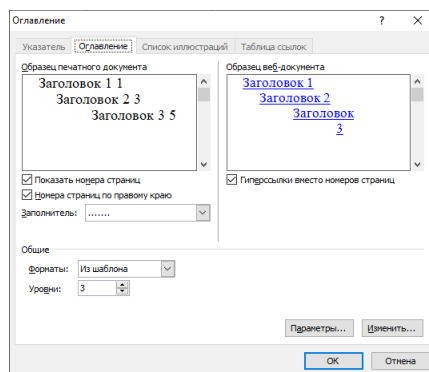 Оглавление ? ×
Указатель Оглавление Список иллюстраций Таблица ссылок
Образец печатного документа Образец веб-документа
Заголовок 1 1 Заголовок 1
Заголовок 2 3 Заголовок 2
Заголовок 3 5 Заголовок
3
Показать номера страниц Гиперссылки вместо номеров страниц
Номера страниц по правому краю
Заполнитель: .......
Общие
Форматы: Из шаблона
Уровни: 3
Параметры... Изменить...
ОК Отмена